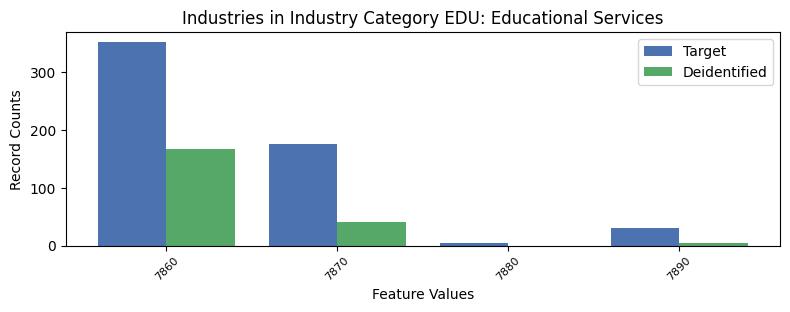 Industries in Industry Category EDU: Educational Services
Target
Deidentified
Record Counts
300
200
100
0
7860
7870
7880
7890
Feature Values